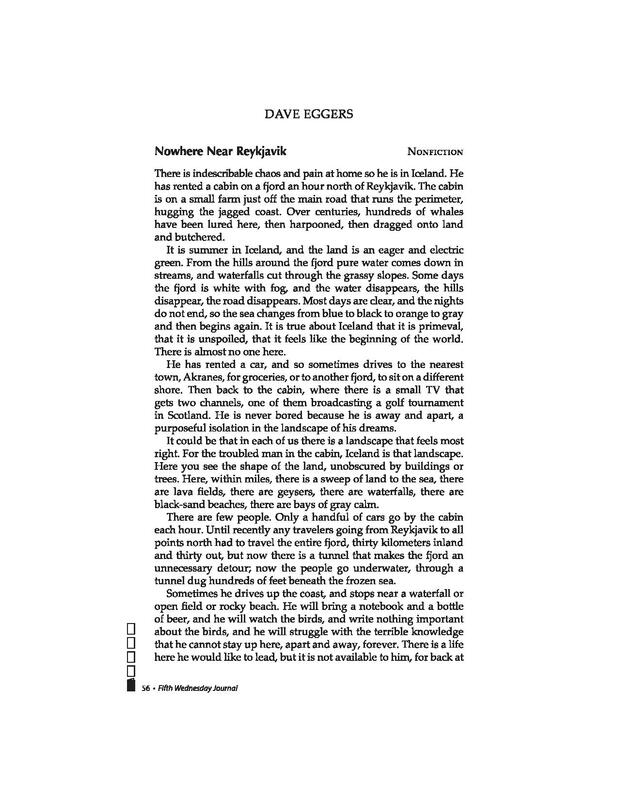 DAVE EGGERS
Nowhere Near Reykjavik NONFICTION
There is indescribable chaos and pain at home so he is in Iceland. He
has rented a cabin on a fjord an hour north of Reykjavik. The cabin
is on a small farm just off the main road that runs the perimeter,
hugging the jagged coast. Over centuries, hundreds of whales
have been lured here, then harpooned, then dragged onto land
and butchered.
It is summer in Iceland, and the land is an eager and electric
green. From the hills around the fjord pure water comes down in
streams, and waterfalls cut through the grassy slopes. Some days
the fjord is white with fog, and the water disappears, the hills
disappear, the road disappears. Most days are clear, and the nights
do not end, so the sea changes from blue to black to orange to gray
and then begins again. It is true about Iceland that it is primeval,
that it is unspoiled, that it feels like the beginning of the world.
There is almost no one here.
He has rented a car, and so sometimes drives to the nearest
town, Akranes, for groceries, or to another fjord, to sit on a different
shore. Then back to the cabin, where there is a small TV that
gets two channels, one of them broadcasting a golf tournament
in Scotland. He is never bored because he is away and apart, a
purposeful isolation in the landscape of his dreams.
It could be that in each of us there is a landscape that feels most
right. For the troubled man in the cabin, Iceland is that landscape.
Here you see the shape of the land, unobscured by buildings or
trees. Here, within miles, there is a sweep of land to the sea, there
are lava fields, there are geysers, there are waterfalls, there are
black-sand beaches, there are bays of gray calm.
There are few people. Only a handful of cars go by the cabin
each hour. Until recently any travelers going from Reykjavik to all
points north had to travel the entire fjord, thirty kilometers inland
and thirty out, but now there is a tunnel that makes the fjord an
unnecessary detour; now the people go underwater, through a
tunnel dug hundreds of feet beneath the frozen sea.
Sometimes he drives up the coast, and stops near a waterfall or
open field or rocky beach. He will bring a notebook and a bottle
of beer, and he will watch the birds, and write nothing important
about the birds, and he will struggle with the terrible knowledge
that he cannot stay up here, apart and away, forever. There is a life
here he would like to lead, but it is not available to him, for back at
56 • Fifth Wednesday Journal